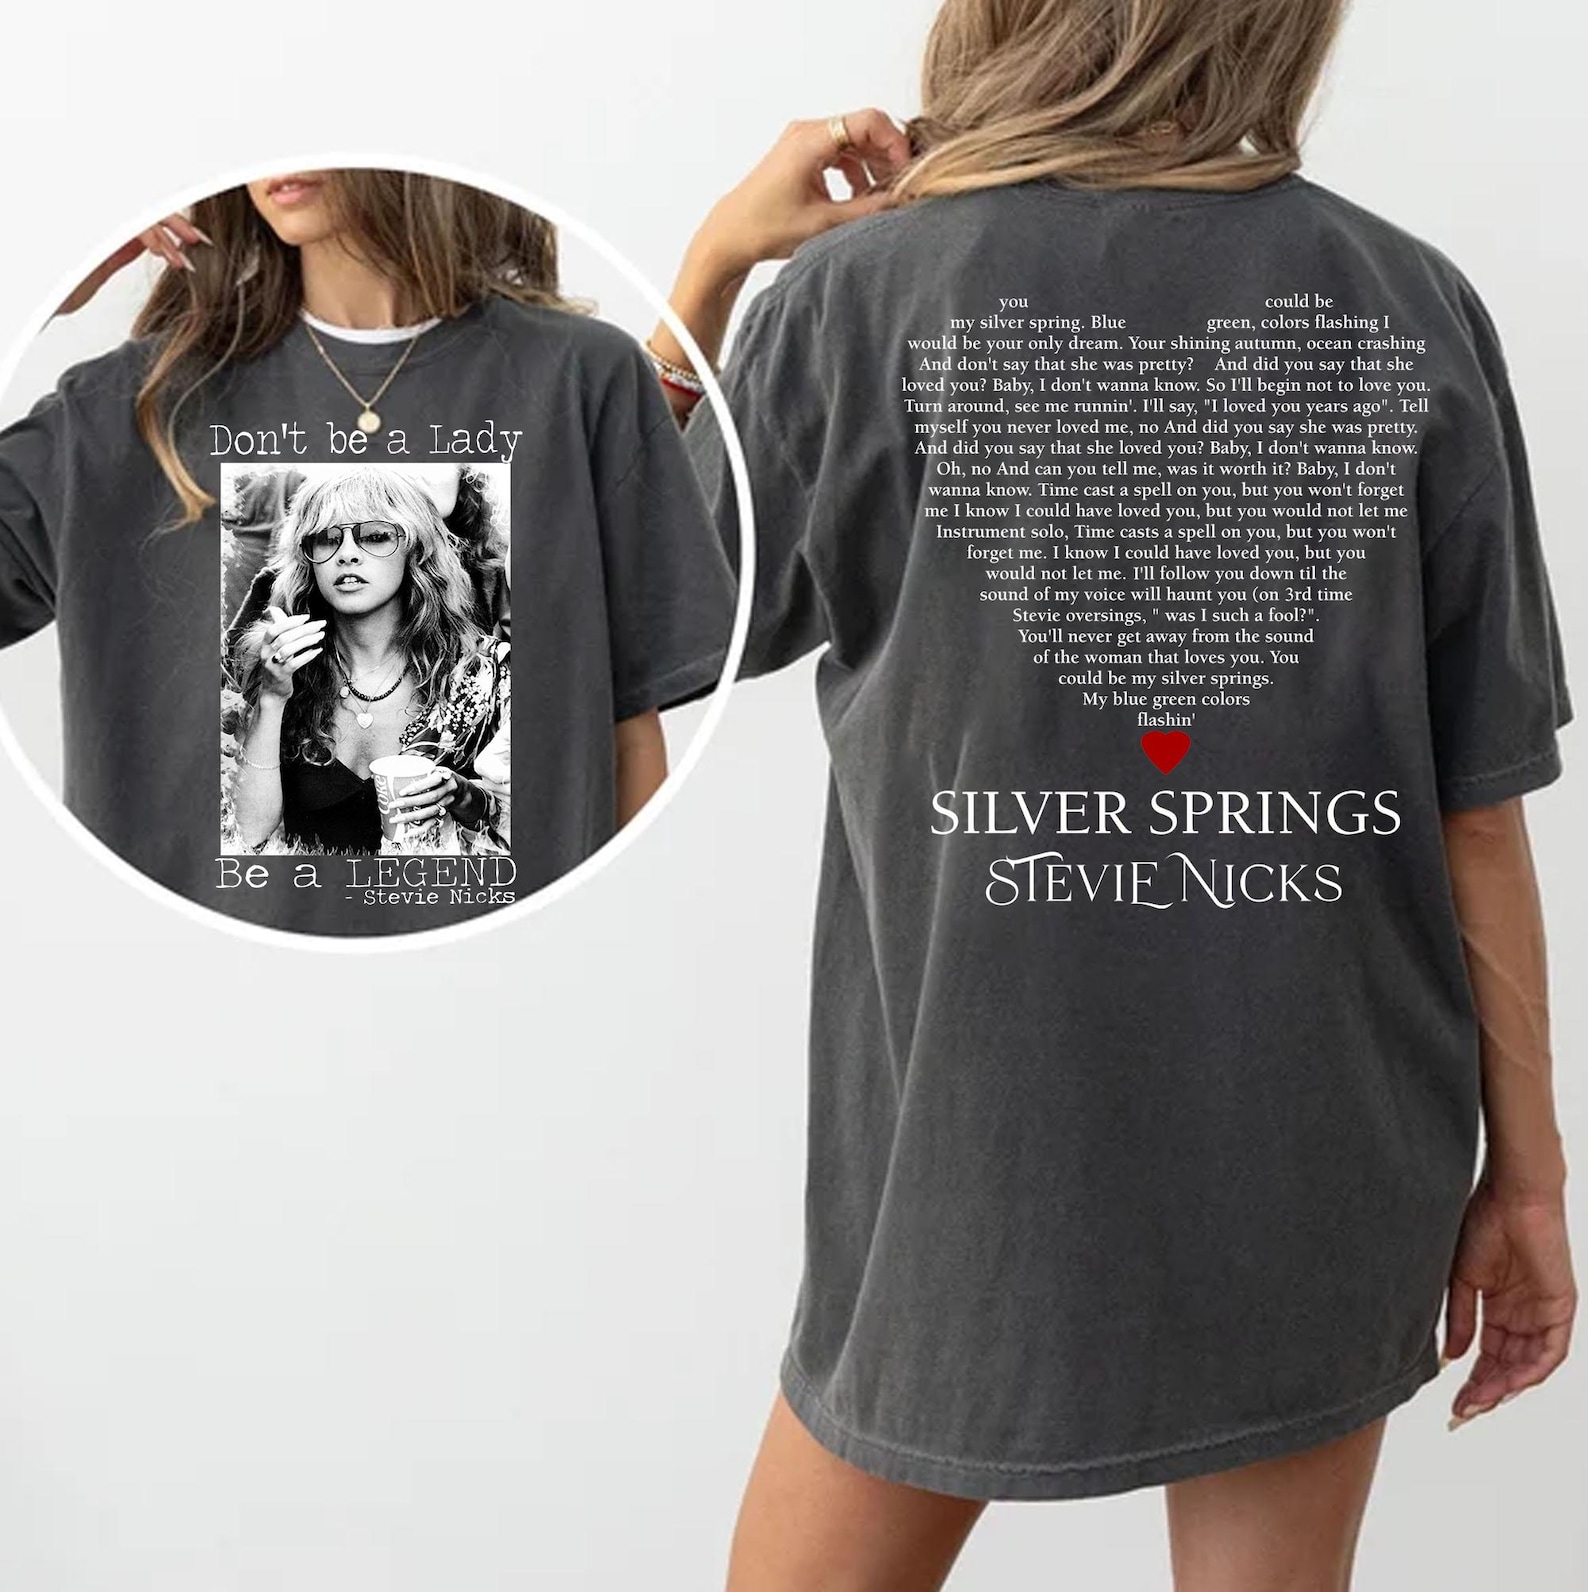 Don't be a Lady
COKE
Be a LEGEND
- Stevie Nicks
you could be
my silver spring. Blue green, colors flashing I
would be your only dream. Your shining autumn, ocean crashing
And don't say that she was pretty? And did you say that she
loved you? Baby, I don't wanna know. So I'll begin not to love you.
Turn around, see me runnin'. I'll say, "I loved you years ago". Tell
myself you never loved me, no And did you say she was pretty.
And did you say that she loved you? Baby, I don't wanna know.
Oh, no And can you tell me, was it worth it? Baby, I don't
wanna know. Time cast a spell on you, but you won't forget
me I know I could have loved you, but you would not let me
Instrument solo, Time casts a spell on you, but you won't
forget me. I know I could have loved you, but you
would not let me. I'll follow you down til the
sound of my voice will haunt you (on 3rd time
Stevie oversings, " was I such a fool?".
You'll never get away from the sound
of the woman that loves you. You
could be my silver springs.
My blue green colors
flashin'
SILVER SPRINGS
STEVIE NICKS